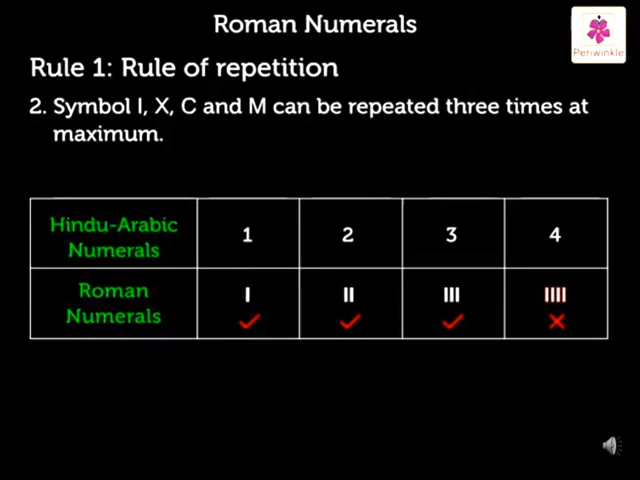 Roman Numerals
Periwinkle
Rule 1: Rule of repetition
2. Symbol I, X, C and M can be repeated three times at
maximum.
Hindu-Arabic
Numerals
1
2
3
4
Roman
Numerals
I
II
III
IIII